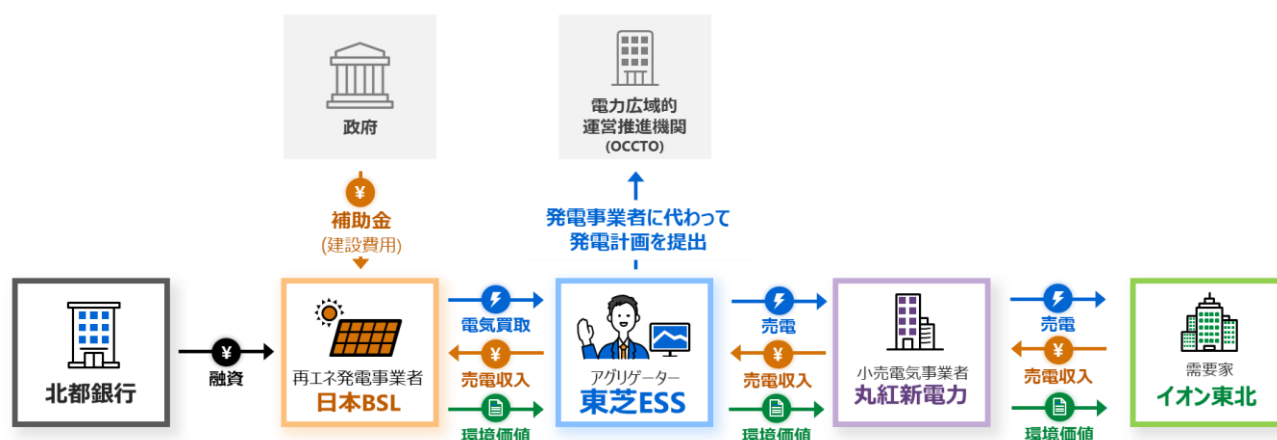 政府
電力広域的
運営推進機関
(OCCTO)
¥
補助金
(建設費用)
発電事業者に代わって
発電計画を提出
北都銀行
¥
融資
再エネ発電事業者
日本BSL
電気買取
¥
売電収入
環境価値
アグリゲーター
東芝ESS
売電
¥
売電収入
環境価値
小売電気事業者
丸紅新電力
売電
¥
売電収入
環境価値
需要家
イオン東北